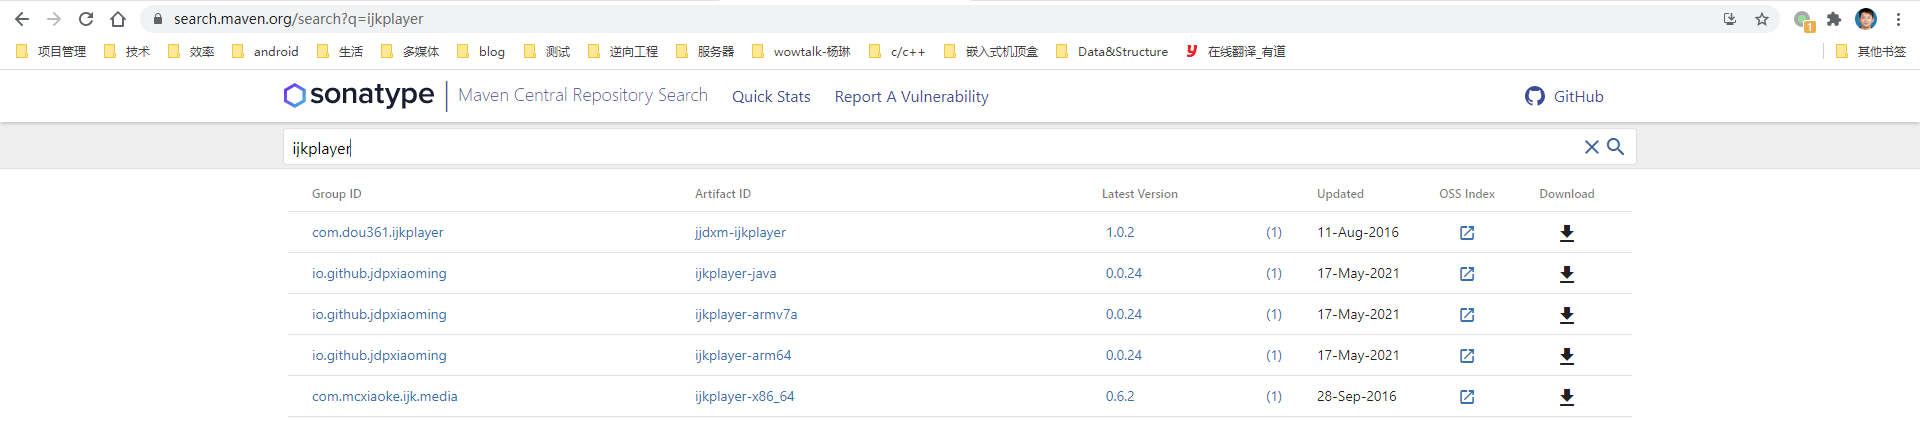 search.maven.org/search?q=ijkplayer
1
项目管理 技术 效率 android 生活 多媒体 blog 测试 逆向工程 服务器 wowtalk-杨琳 c/c++ 嵌入式机顶盒 Data&Structure 在线翻译_有道 其他书签
sonatype Maven Central Repository Search Quick Stats Report A Vulnerability GitHub
ijkplayer
Group ID Artifact ID Latest Version Updated OSS Index Download
com.dou361.ijkplayer jjdxm-ijkplayer 1.0.2 (1) 11-Aug-2016
io.github.jdpxiaoming ijkplayer-java 0.0.24 (1) 17-May-2021
io.github.jdpxiaoming ijkplayer-armv7a 0.0.24 (1) 17-May-2021
io.github.jdpxiaoming ijkplayer-arm64 0.0.24 (1) 17-May-2021
com.mcxiaoke.ijk.media ijkplayer-x86_64 0.6.2 (1) 28-Sep-2016